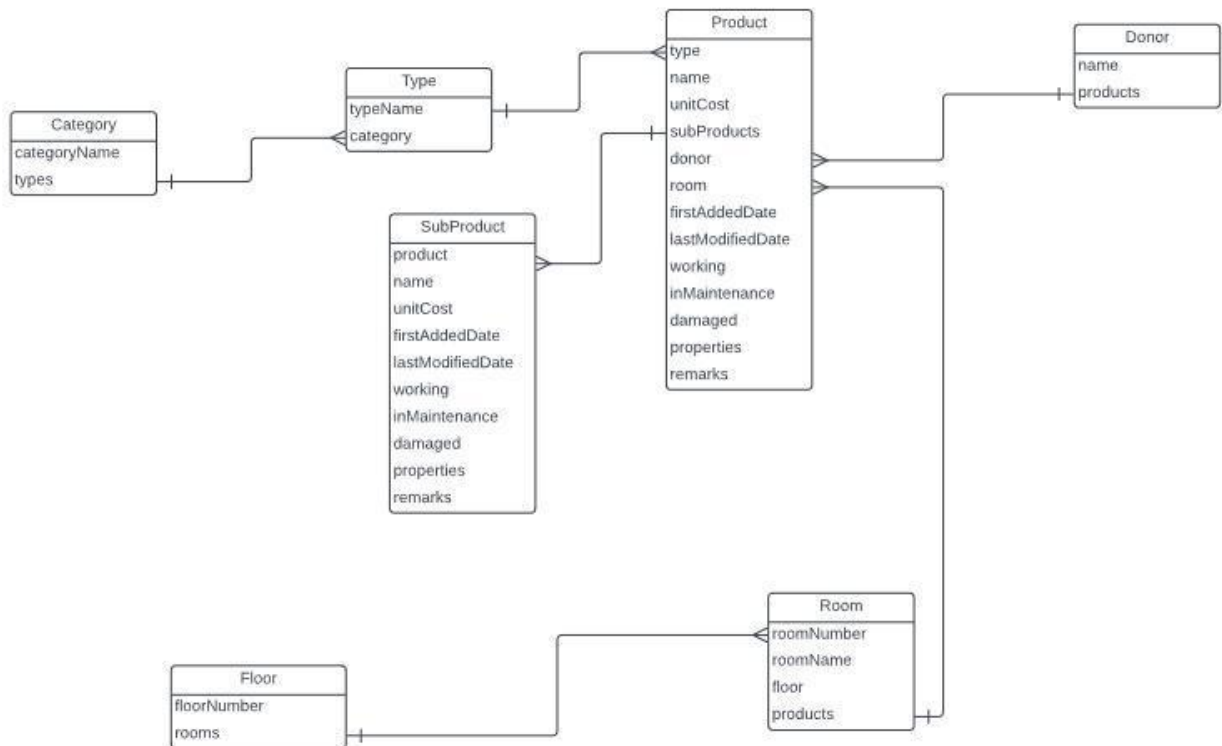 Product
type
name
unitCost
subProducts
donor
room
firstAddedDate
lastModifiedDate
working
inMaintenance
damaged
properties
remarks
Donor
name
products
Type
typeName
category
Category
categoryName
types
SubProduct
product
name
unitCost
firstAddedDate
lastModifiedDate
working
inMaintenance
damaged
properties
remarks
Room
roomNumber
roomName
floor
products
Floor
floorNumber
rooms